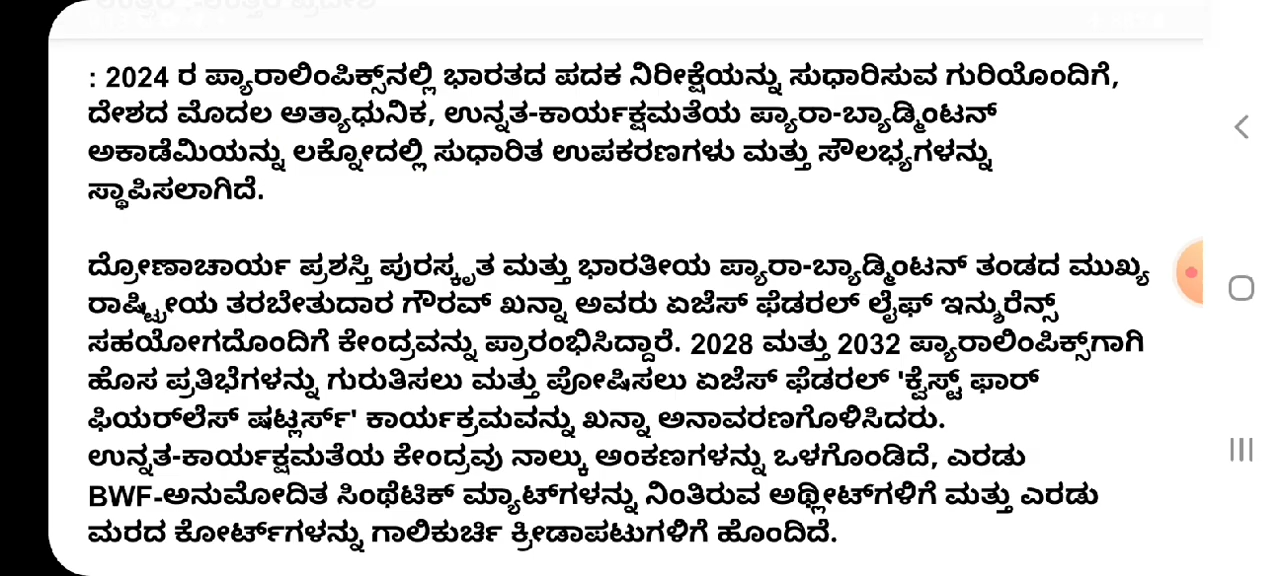 : 2024 ರ ಪ್ಯಾರಾಲಿಂಪಿಕ್ಸ್‌ನಲ್ಲಿ ಭಾರತದ ಪದಕ ನಿರೀಕ್ಷೆಯನ್ನು ಸುಧಾರಿಸುವ ಗುರಿಯೊಂದಿಗೆ,
ದೇಶದ ಮೊದಲ ಅತ್ಯಾಧುನಿಕ, ಉನ್ನತ-ಕಾರ್ಯಕ್ಷಮತೆಯ ಪ್ಯಾರಾ-ಬ್ಯಾಡ್ಮಿಂಟನ್
ಅಕಾಡೆಮಿಯನ್ನು ಲಕ್ನೋದಲ್ಲಿ ಸುಧಾರಿತ ಉಪಕರಣಗಳು ಮತ್ತು ಸೌಲಭ್ಯಗಳನ್ನು
ಸ್ಥಾಪಿಸಲಾಗಿದೆ.
ದ್ರೋಣಾಚಾರ್ಯ ಪ್ರಶಸ್ತಿ ಪುರಸ್ಕೃತ ಮತ್ತು ಭಾರತೀಯ ಪ್ಯಾರಾ-ಬ್ಯಾಡ್ಮಿಂಟನ್ ತಂಡದ ಮುಖ್ಯ
ರಾಷ್ಟ್ರೀಯ ತರಬೇತುದಾರ ಗೌರವ್ ಖನ್ನಾ ಅವರು ಏಜೆಸ್ ಫೆಡರಲ್ ಲೈಫ್ ಇನ್ಶುರೆನ್ಸ್
ಸಹಯೋಗದೊಂದಿಗೆ ಕೇಂದ್ರವನ್ನು ಪ್ರಾರಂಭಿಸಿದ್ದಾರೆ. 2028 ಮತ್ತು 2032 ಪ್ಯಾರಾಲಿಂಪಿಕ್ಸ್‌ಗಾಗಿ
ಹೊಸ ಪ್ರತಿಭೆಗಳನ್ನು ಗುರುತಿಸಲು ಮತ್ತು ಪೋಷಿಸಲು ಏಜೆಸ್ ಫೆಡರಲ್ 'ಕ್ವೆಸ್ಟ್ ಫಾರ್
ಫಿಯರ್‌ಲೆಸ್ ಷಟ್ಲರ್ಸ್' ಕಾರ್ಯಕ್ರಮವನ್ನು ಖನ್ನಾ ಅನಾವರಣಗೊಳಿಸಿದರು.
ಉನ್ನತ-ಕಾರ್ಯಕ್ಷಮತೆಯ ಕೇಂದ್ರವು ನಾಲ್ಕು ಅಂಕಣಗಳನ್ನು ಒಳಗೊಂಡಿದೆ, ಎರಡು
BWF-ಅನುಮೋದಿತ ಸಿಂಥೆಟಿಕ್ ಮ್ಯಾಟ್‌ಗಳನ್ನು ನಿಂತಿರುವ ಅಥ್ಲೀಟ್‌ಗಳಿಗೆ ಮತ್ತು ಎರಡು
ಮರದ ಕೋರ್ಟ್‌ಗಳನ್ನು ಗಾಲಿಕುರ್ಚಿ ಕ್ರೀಡಾಪಟುಗಳಿಗೆ ಹೊಂದಿದೆ.